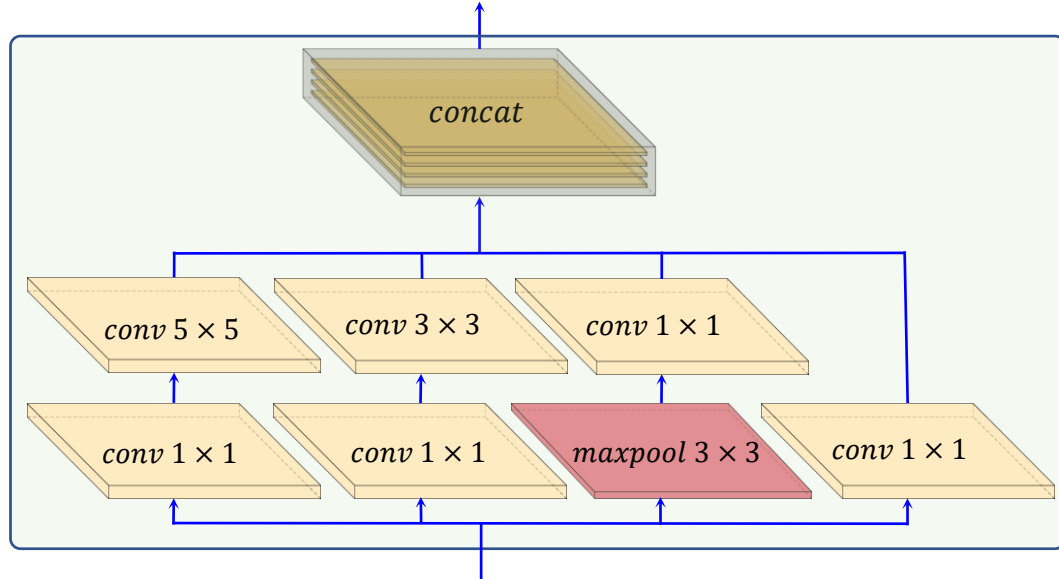 concat
conv 5 × 5
conv 3 × 3
conv 1 × 1
conv 1 × 1
conv 1 × 1
maxpool 3 × 3
conv 1 × 1